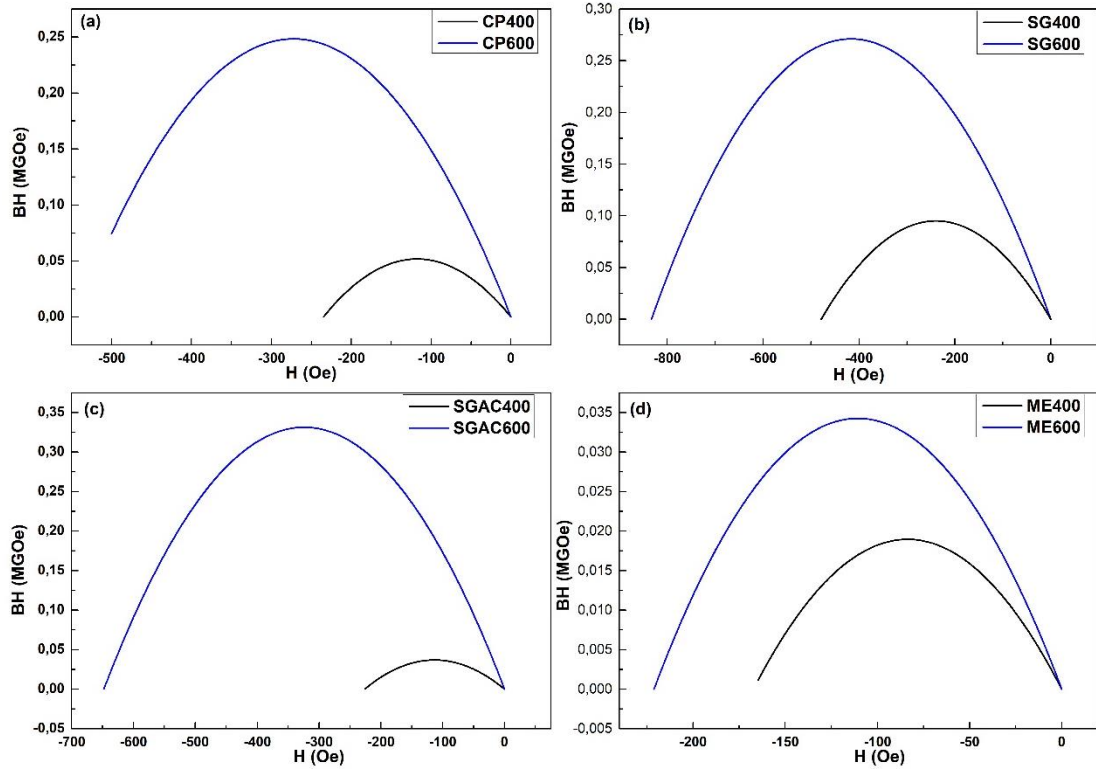 (a)
CP400
CP600
0,25
0,20
0,15
0,10
0,05
0,00
BH (MGOe)
-500
-400
-300
-200
-100
0
H (Oe)
(b)
SG400
SG600
0,30
0,25
0,20
0,15
0,10
0,05
0,00
BH (MGOe)
-800
-600
-400
-200
0
H (Oe)
(c)
SGAC400
SGAC600
0,35
0,30
0,25
0,20
0,15
0,10
0,05
0,00
-0,05
BH (MGOe)
-700
-600
-500
-400
-300
-200
-100
0
H (Oe)
(d)
ME400
ME600
0,035
0,030
0,025
0,020
0,015
0,010
0,005
0,000
-0,005
BH (MGOe)
-200
-150
-100
-50
0
H (Oe)